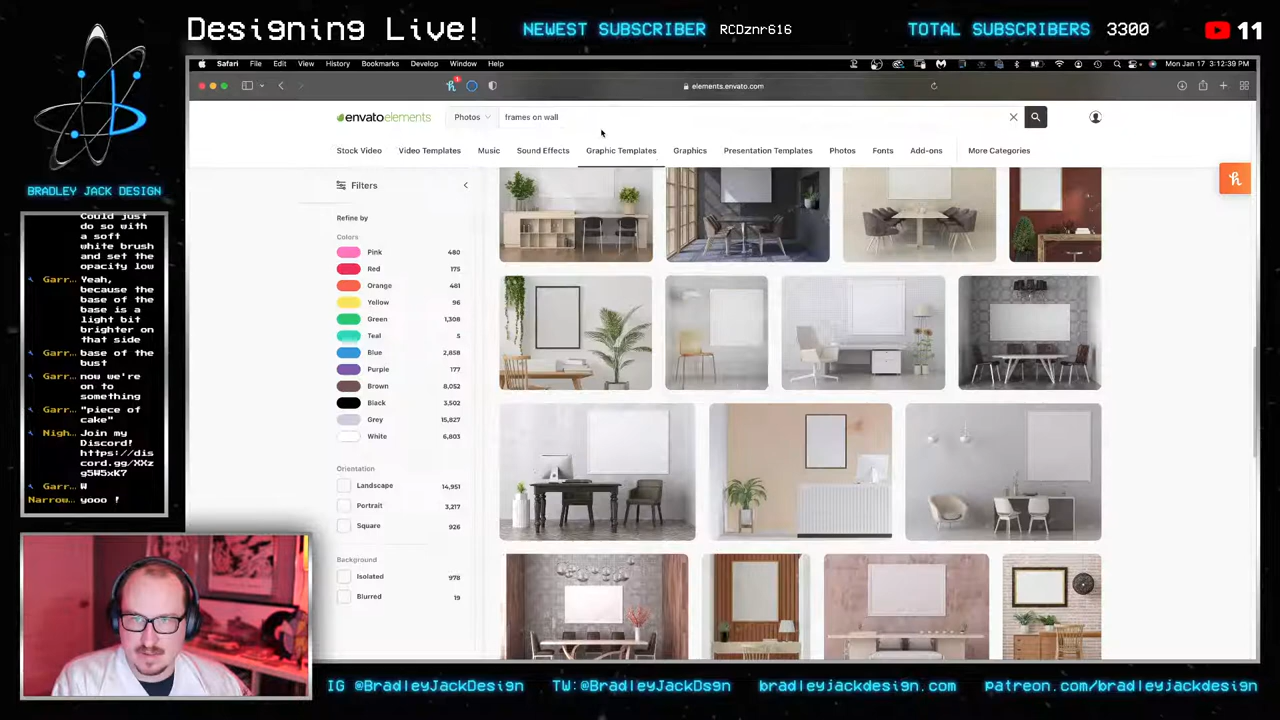 Designing Live!
NEWEST SUBSCRIBER RCDznr616
TOTAL SUBSCRIBERS 3300
11
Safari File Edit View History Bookmarks Develop Window Help
Mon Jan 17 3:12:39 PM
elements.envato.com
envatoelements
Photos
frames on wall
Stock Video
Video Templates
Music
Sound Effects
Graphic Templates
Graphics
Presentation Templates
Photos
Fonts
Add-ons
More Categories
Filters
Refine by
Colors
Pink 480
Red 175
Orange 481
Yellow 96
Green 1,308
Teal 5
Blue 2,858
Purple 177
Brown 8,052
Black 3,502
Grey 15,827
White 6,803
Orientation
Landscape 14,951
Portrait 3,217
Square 926
Background
Isolated 978
Blurred 19
BRADLEY JACK DESIGN
Could just
do so with
a soft
white brush
and set the
opacity low
Garr… Yeah,
because the
base of the
base is a
light bit
brighter on
that side
Garr… base of the
bust
Garr… now we're
on to
something
Garr… "piece of
cake"
Nigh… Join my
Discord!
https://dis
cord.gg/XXz
g5W5xK7
Garr… W
Narrow… yooo !
IG @BradleyJackDesign
TW:@BradleyJackDsgn
bradleyjackdesign.com
patreon.com/bradleyjackdesign